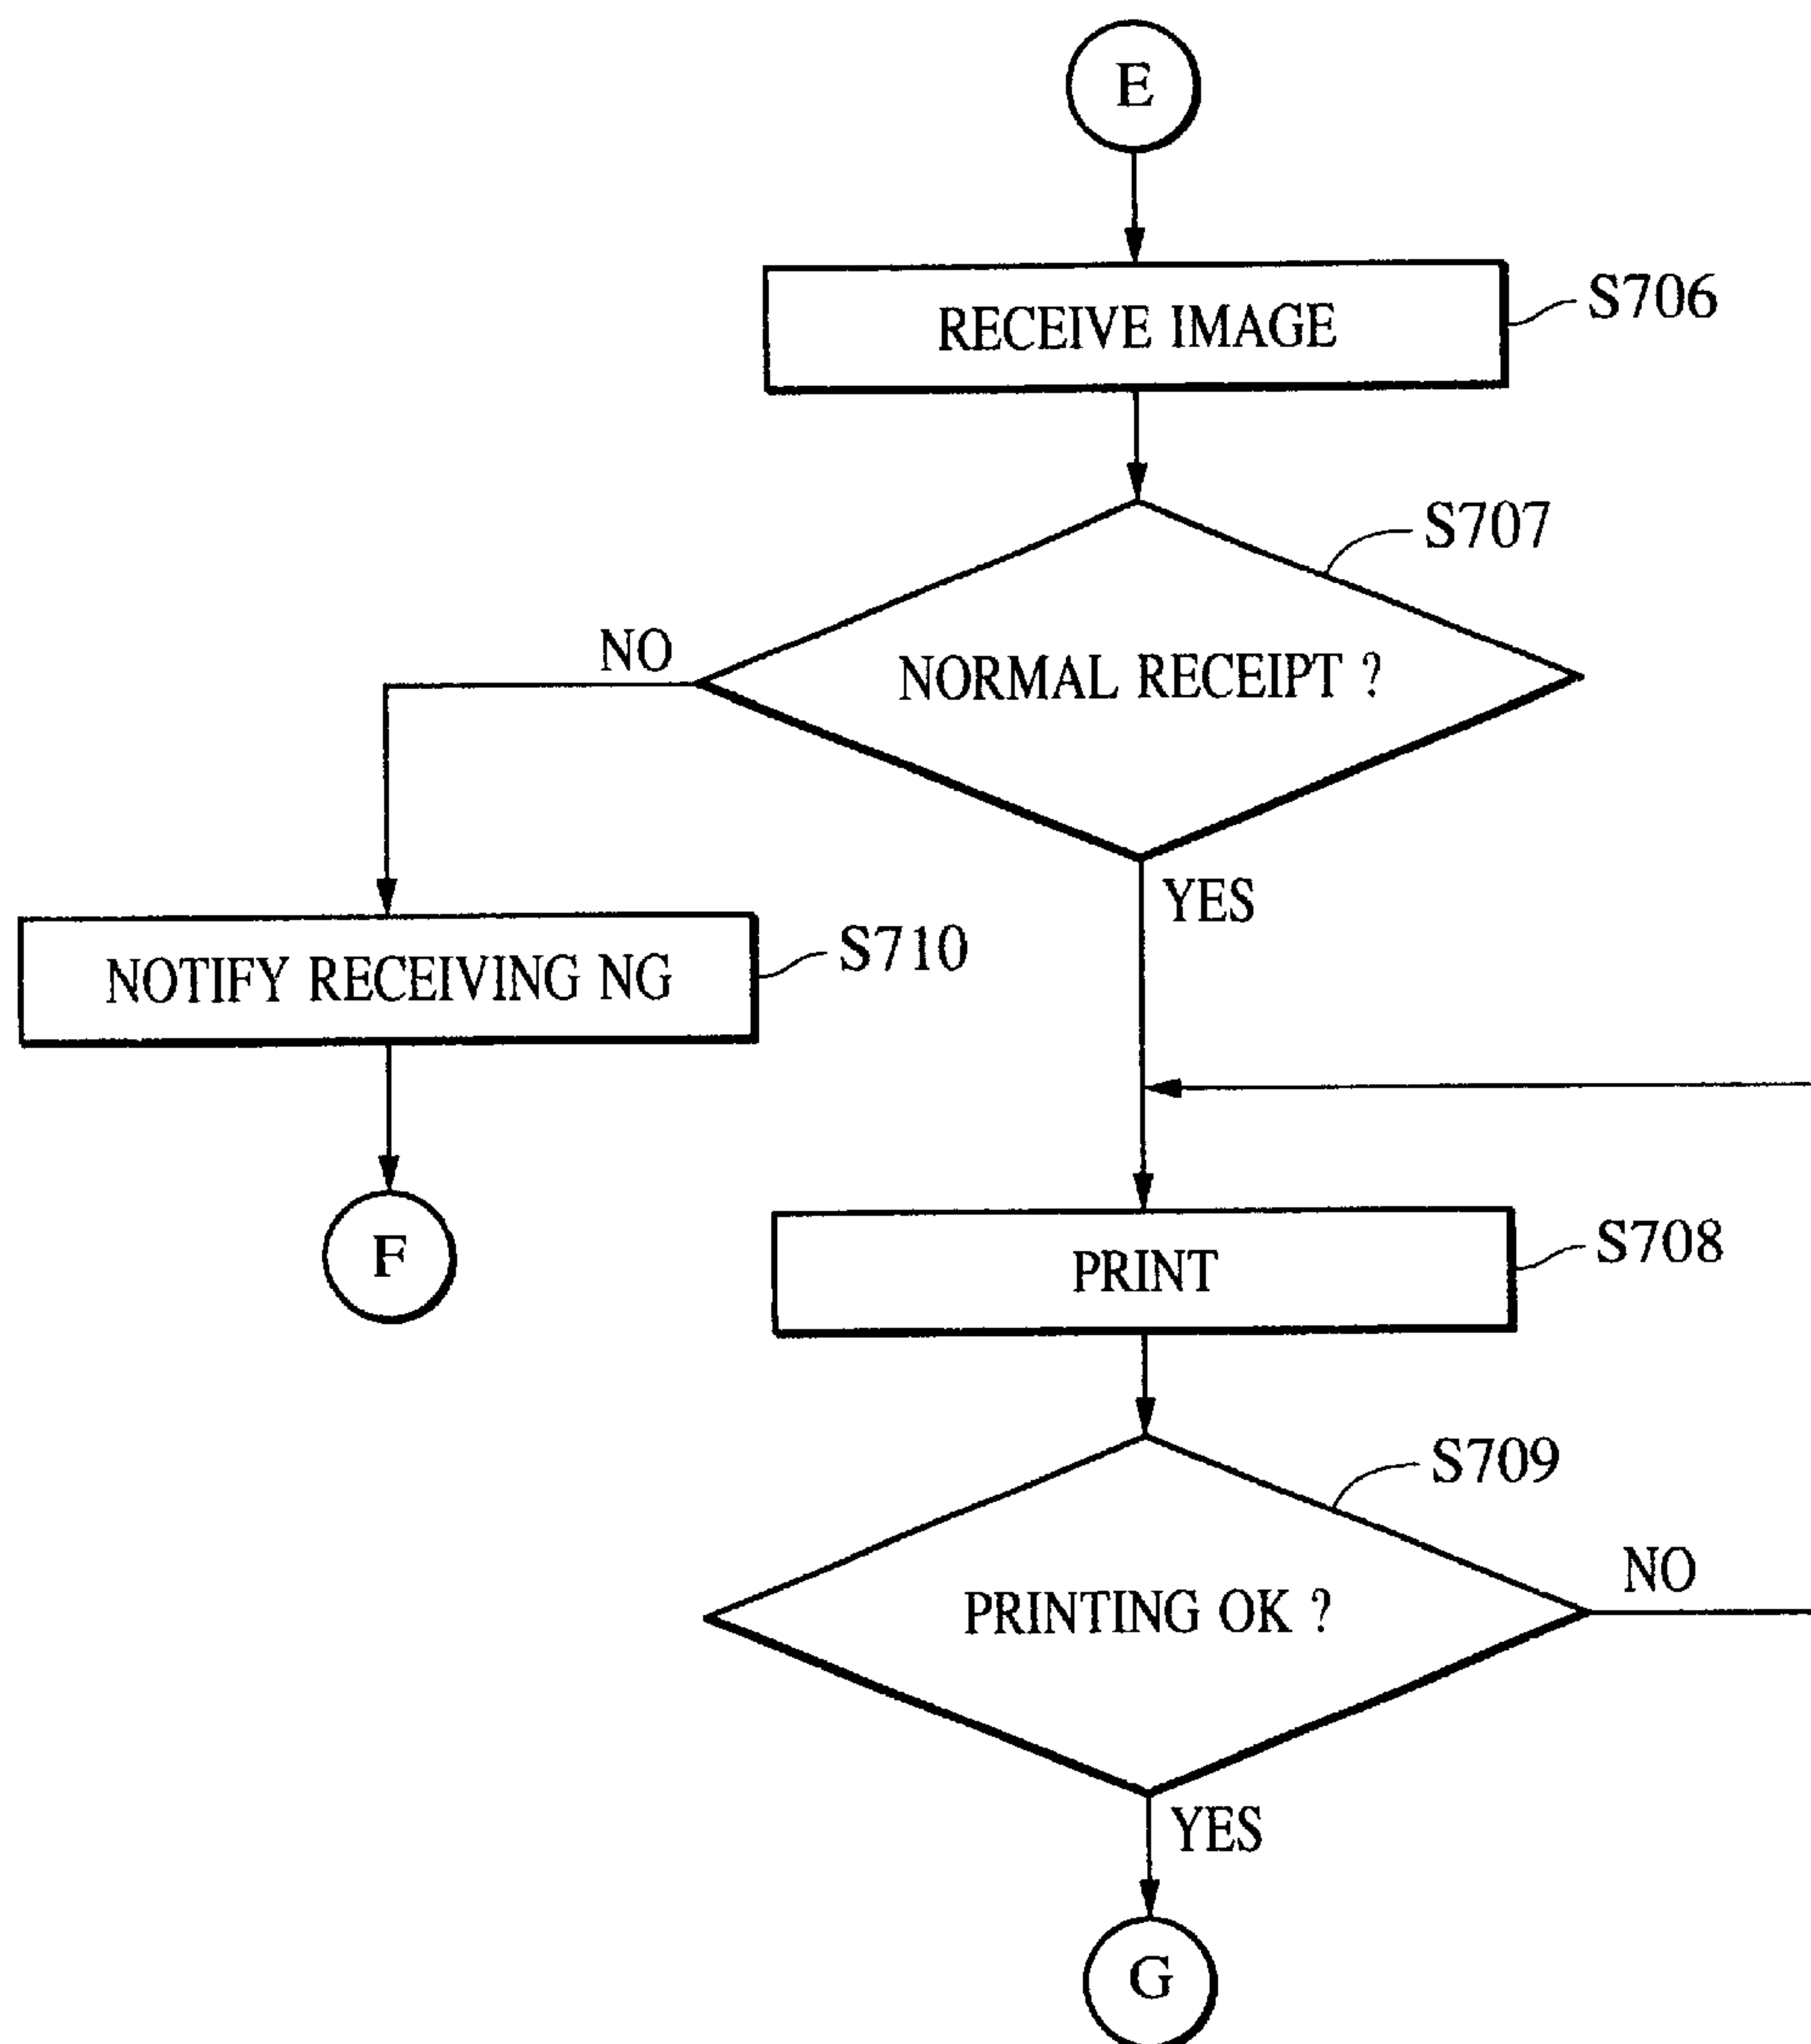 E
RECEIVE IMAGE
S706
S707
NO
NORMAL RECEIPT ?
YES
NOTIFY RECEIVING NG
S710
F
PRINT
S708
S709
NO
PRINTING OK ?
YES
G